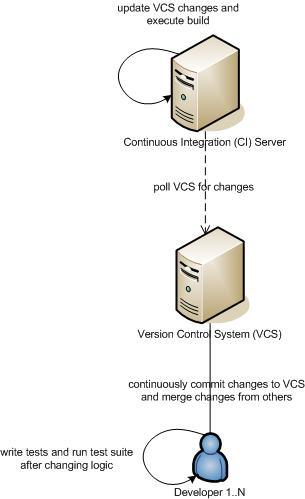 update VCS changes and
execute build
Continuous Integration (CI) Server
poll VCS for changes
Version Control System (VCS)
continuously commit changes to VCS
and merge changes from others
write tests and run test suite
after changing logic
Developer 1..N